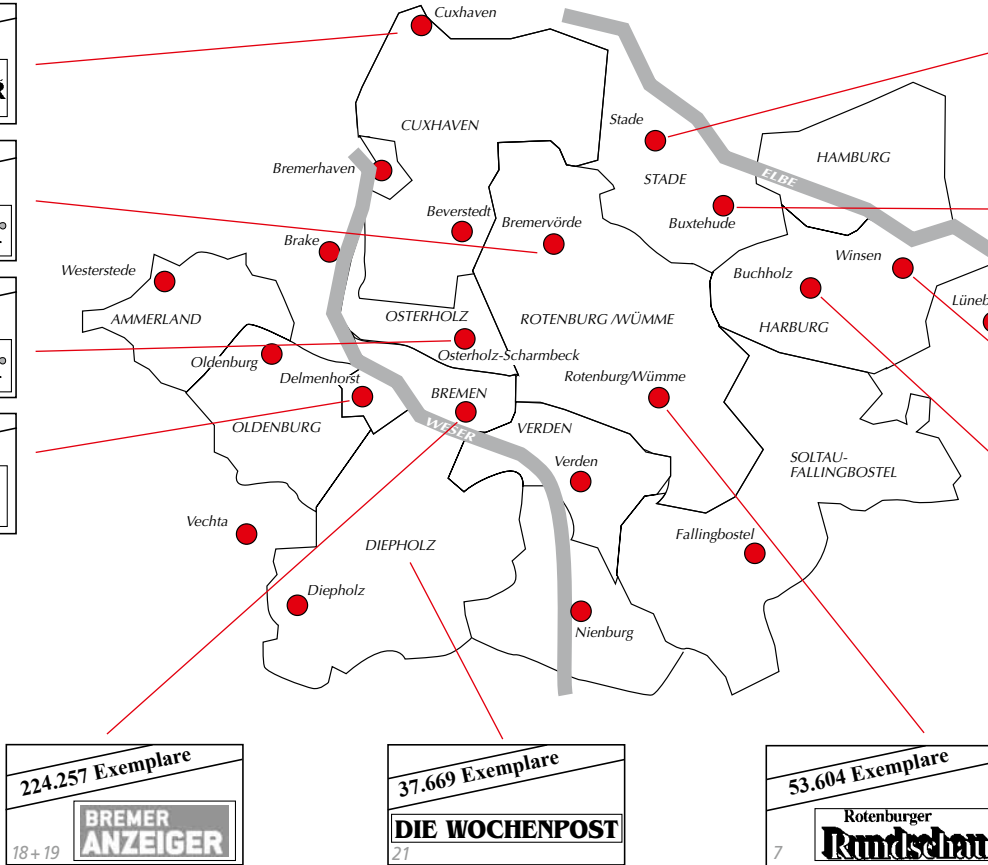 Cuxhaven
CUXHAVEN
Stade
HAMBURG
Bremerhaven
STADE
ELBE
Beverstedt
Bremervörde
Buxtehude
Brake
Winsen
Westerstede
Buchholz
Lüneb
AMMERLAND
OSTERHOLZ
ROTENBURG /WÜMME
HARBURG
Oldenburg
Osterholz-Scharmbeck
Delmenhorst
Rotenburg/Wümme
BREMEN
OLDENBURG
WESER
VERDEN
Verden
SOLTAU-
FALLINGBOSTEL
Vechta
Fallingbostel
DIEPHOLZ
Diepholz
Nienburg
224.257 Exemplare
BREMER
ANZEIGER
18+19
37.669 Exemplare
DIE WOCHENPOST
21
53.604 Exemplare
Rotenburger
Rundschau
7